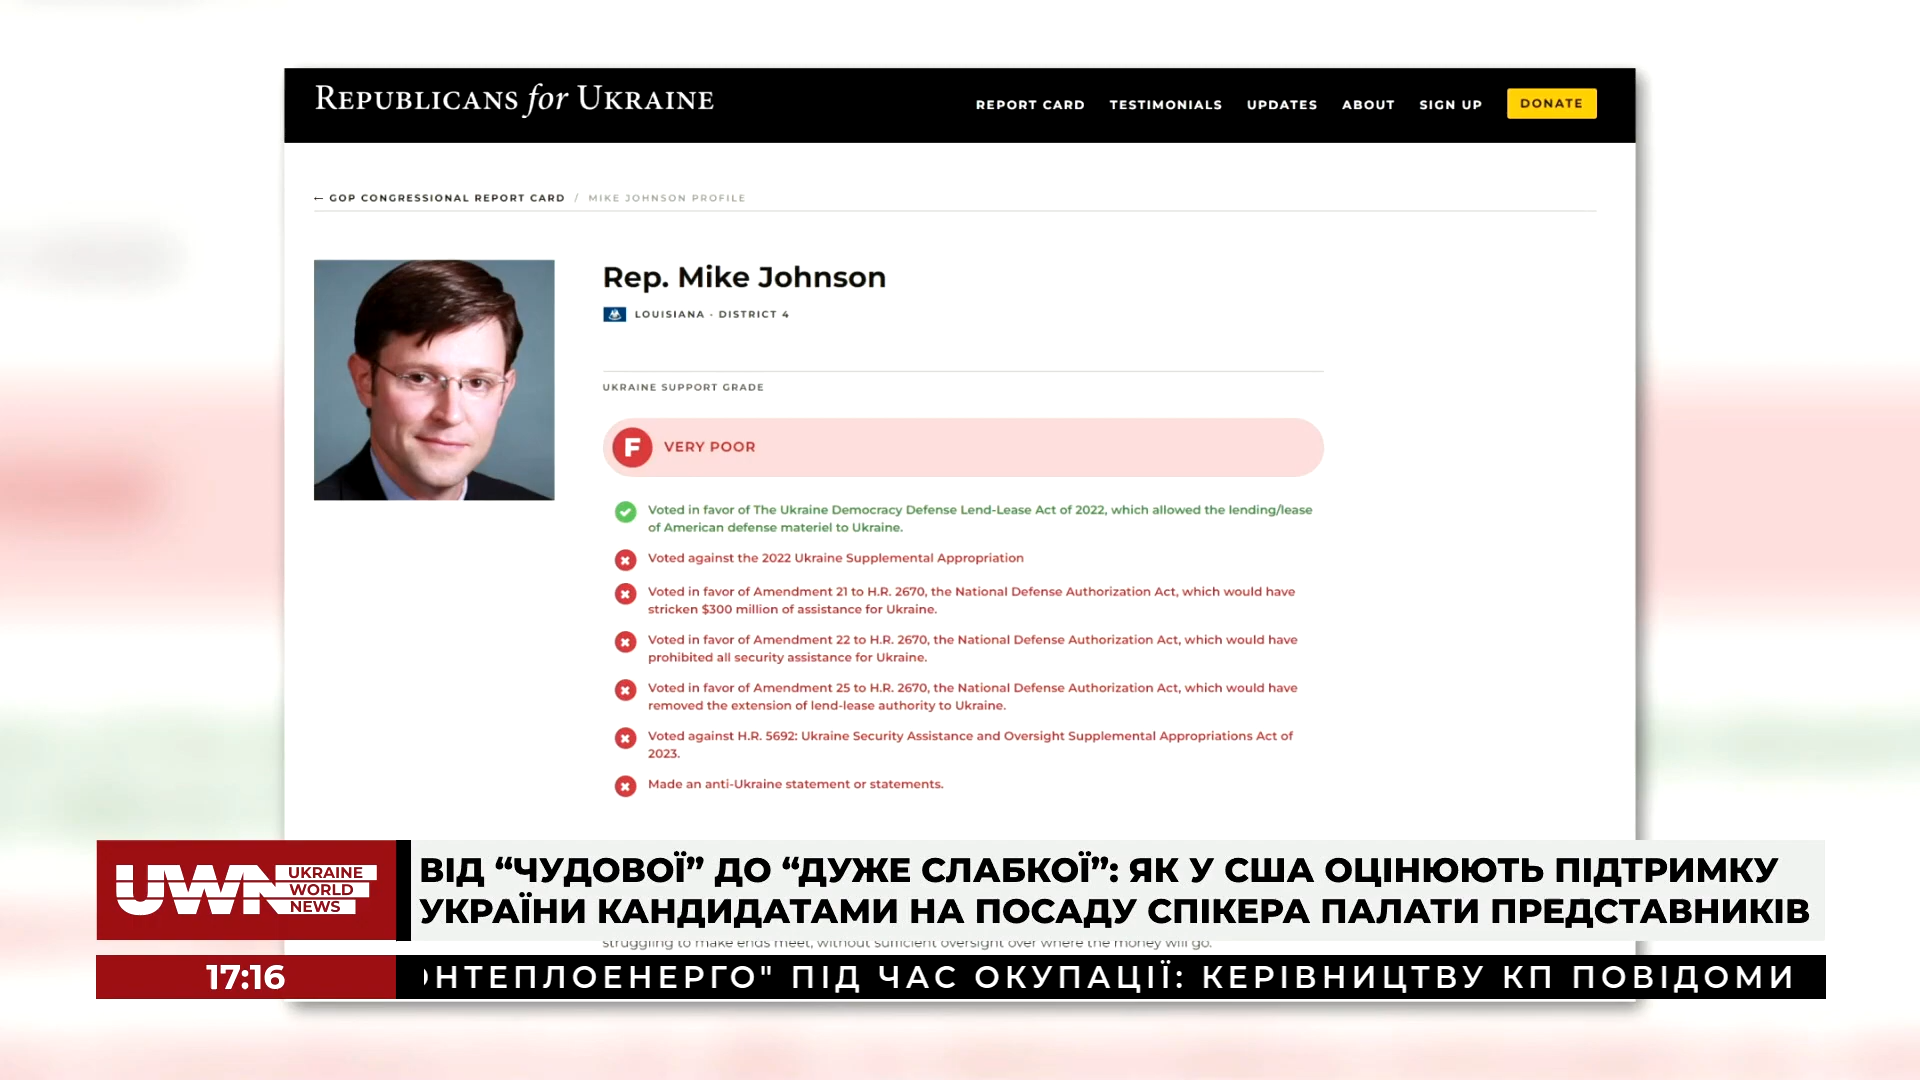 REPUBLICANS for UKRAINE
REPORT CARD TESTIMONIALS UPDATES ABOUT SIGN UP DONATE
← GOP CONGRESSIONAL REPORT CARD / MIKE JOHNSON PROFILE
Rep. Mike Johnson
LOUISIANA · DISTRICT 4
UKRAINE SUPPORT GRADE
F VERY POOR
Voted in favor of The Ukraine Democracy Defense Lend-Lease Act of 2022, which allowed the lending/lease
of American defense materiel to Ukraine.
Voted against the 2022 Ukraine Supplemental Appropriation
Voted in favor of Amendment 21 to H.R. 2670, the National Defense Authorization Act, which would have
stricken $300 million of assistance for Ukraine.
Voted in favor of Amendment 22 to H.R. 2670, the National Defense Authorization Act, which would have
prohibited all security assistance for Ukraine.
Voted in favor of Amendment 25 to H.R. 2670, the National Defense Authorization Act, which would have
removed the extension of lend-lease authority to Ukraine.
Voted against H.R. 5692: Ukraine Security Assistance and Oversight Supplemental Appropriations Act of
2023.
Made an anti-Ukraine statement or statements.
UWN UKRAINE
WORLD
NEWS
ВІД “ЧУДОВОЇ” ДО “ДУЖЕ СЛАБКОЇ”: ЯК У США ОЦІНЮЮТЬ ПІДТРИМКУ
УКРАЇНИ КАНДИДАТАМИ НА ПОСАДУ СПІКЕРА ПАЛАТИ ПРЕДСТАВНИКІВ
struggling to make ends meet, without sufficient oversight over where the money will go.
17:16
ОНТЕПЛОЕНЕРГО" ПІД ЧАС ОКУПАЦІЇ: КЕРІВНИЦТВУ КП ПОВІДОМИ